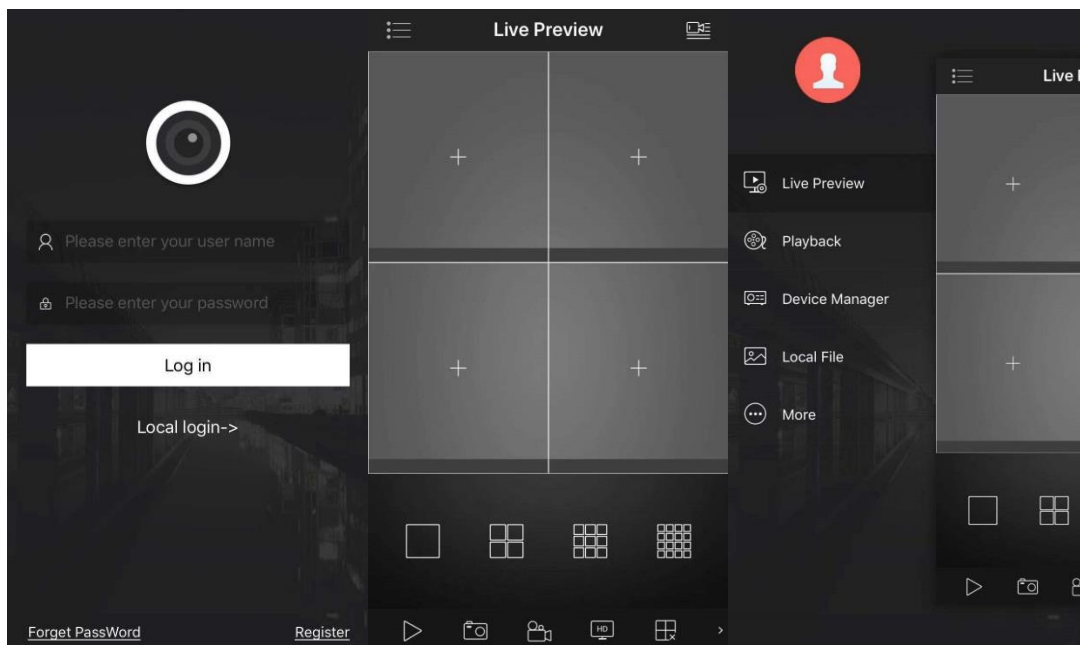 Please enter your user name
Please enter your password
Log in
Local login->
Forget PassWord
Register
Live Preview
HD
Live Preview
Playback
Device Manager
Local File
More
Live